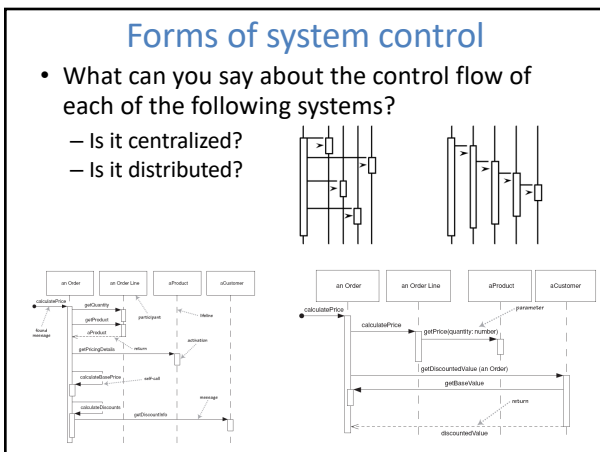 Forms of system control
• What can you say about the control flow of
each of the following systems?
– Is it centralized?
– Is it distributed?
an Order
an Order Line
aProduct
aCustomer
calculatePrice
getQuantity
getProduct
participant
lifeline
found
message
aProduct
return
activation
getPricingDetails
calculateBasePrice
self-call
message
calculateDiscounts
getDiscountInfo
an Order
an Order Line
aProduct
aCustomer
parameter
calculatePrice
calculatePrice
getPrice(quantity: number)
getDiscountedValue (an Order)
getBaseValue
return
discountedValue